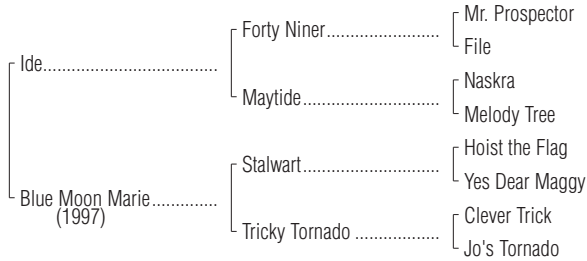 Mr. Prospector
Forty Niner
File
Ide
Naskra
Maytide
Melody Tree
Hoist the Flag
Stalwart
Yes Dear Maggy
Blue Moon Marie
(1997)
Clever Trick
Tricky Tornado
Jo's Tornado